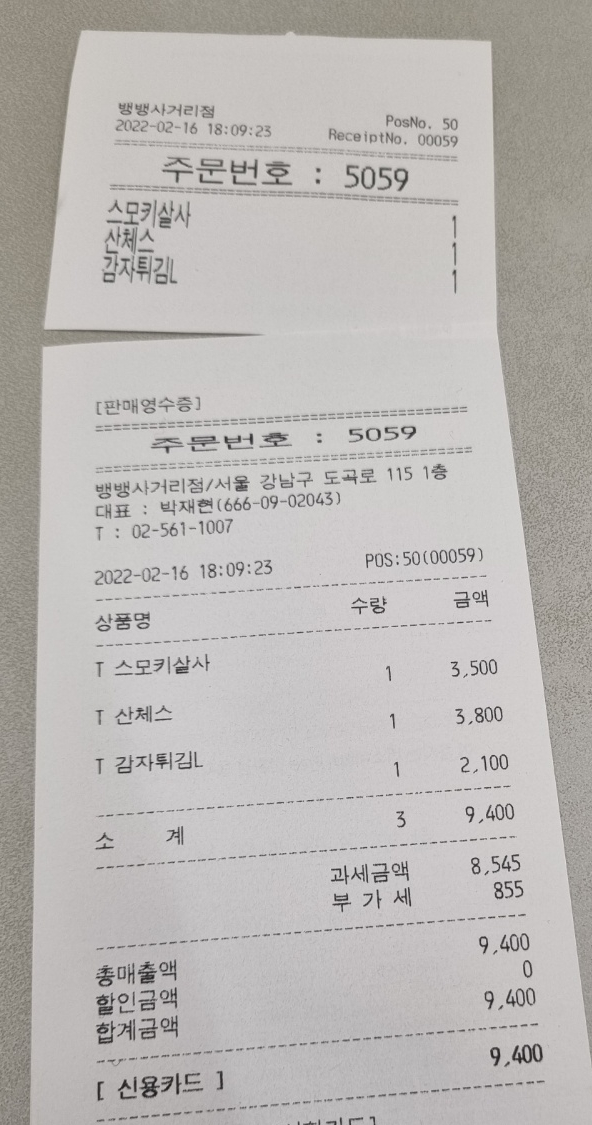 뱅뱅사거리점
PosNo. 50
2022-02-16 18:09:23
ReceiptNo. 00059
주문번호 : 5059
스모키살사 1
산체스 1
감자튀김L 1
[판매영수증]
주문번호 : 5059
뱅뱅사거리점/서울 강남구 도곡로 115 1층
대표 : 박재현(666-09-02043)
T : 02-561-1007
2022-02-16 18:09:23 POS:50(00059)
상품명 수량 금액
T 스모키살사 1 3,500
T 산체스 1 3,800
T 감자튀김L 1 2,100
소 계 3 9,400
과세금액 8,545
부 가 세 855
총매출액 9,400
할인금액 0
합계금액 9,400
[ 신용카드 ] 9,400